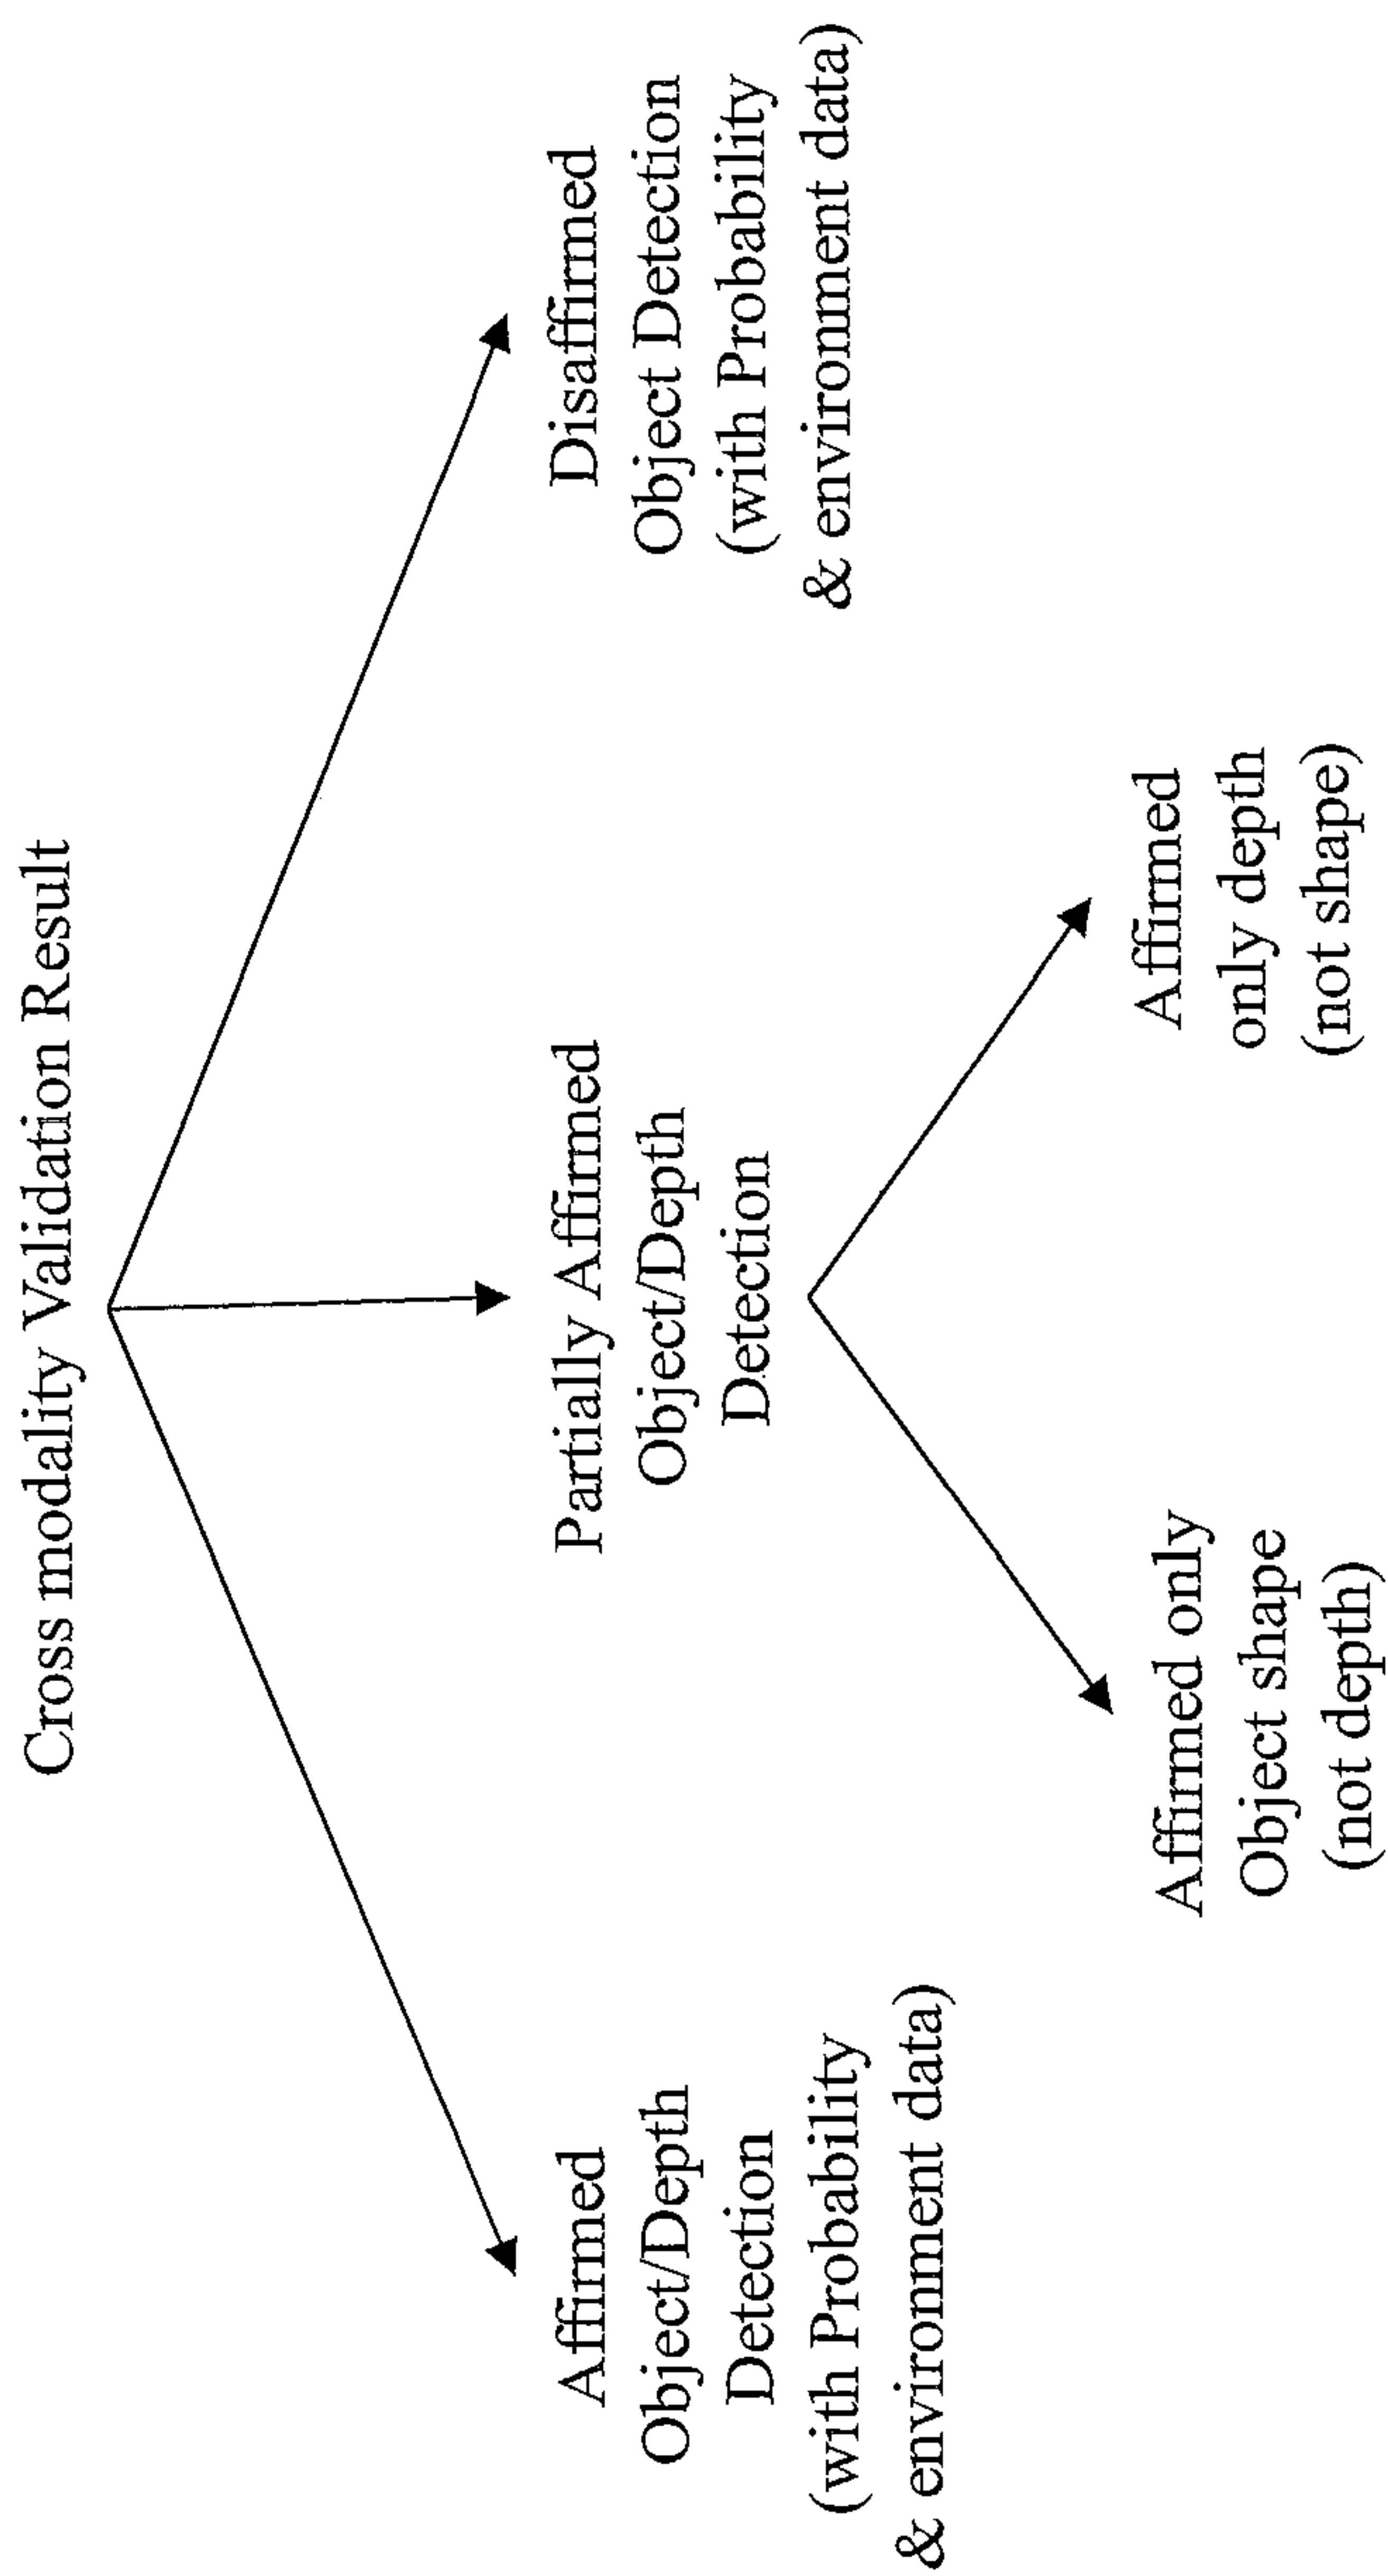 Cross modality Validation Result
Affirmed
Object/Depth
Detection
(with Probability
& environment data)
Partially Affirmed
Object/Depth
Detection
Disaffirmed
Object Detection
(with Probability
& environment data)
Affirmed only
Object shape
(not depth)
Affirmed
only depth
(not shape)